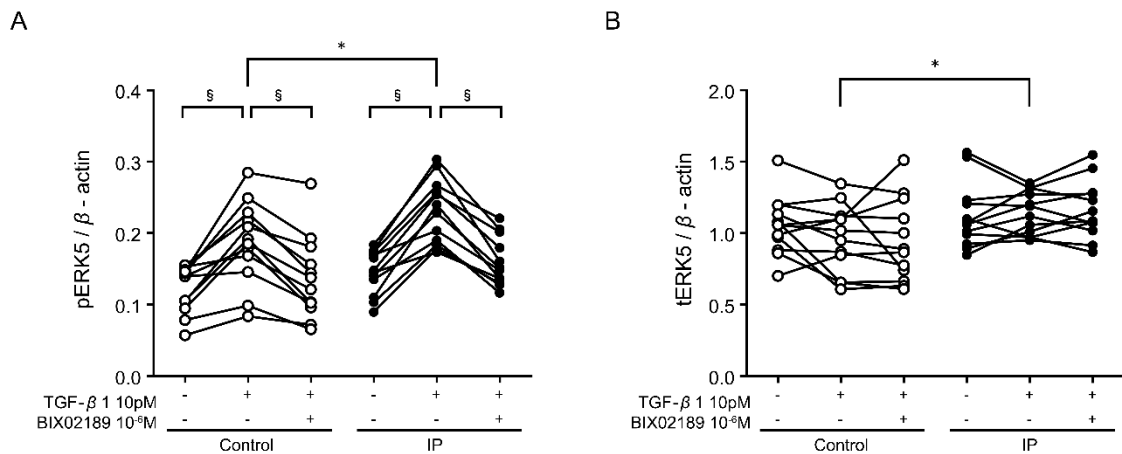 A
*
§ § § §
0.4
0.3
0.2
0.1
0.0
pERK5 / β - actin
TGF-β 1 10pM - + + - + +
BIX02189 10⁻⁶M - - + - - +
Control IP
B
*
2.0
1.5
1.0
0.5
0.0
tERK5 / β - actin
TGF-β 1 10pM - + + - + +
BIX02189 10⁻⁶M - - + - - +
Control IP